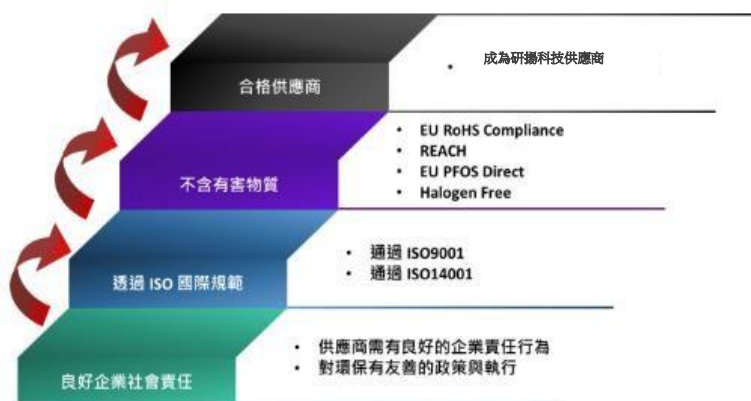 成為研揚科技供應商
合格供應商
EU RoHS Compliance
REACH
EU PFOS Direct
Halogen Free
不含有害物質
通過 ISO9001
通過 ISO14001
透過 ISO 國際規範
供應商需有良好的企業責任行為
對環保有友善的政策與執行
良好企業社會責任